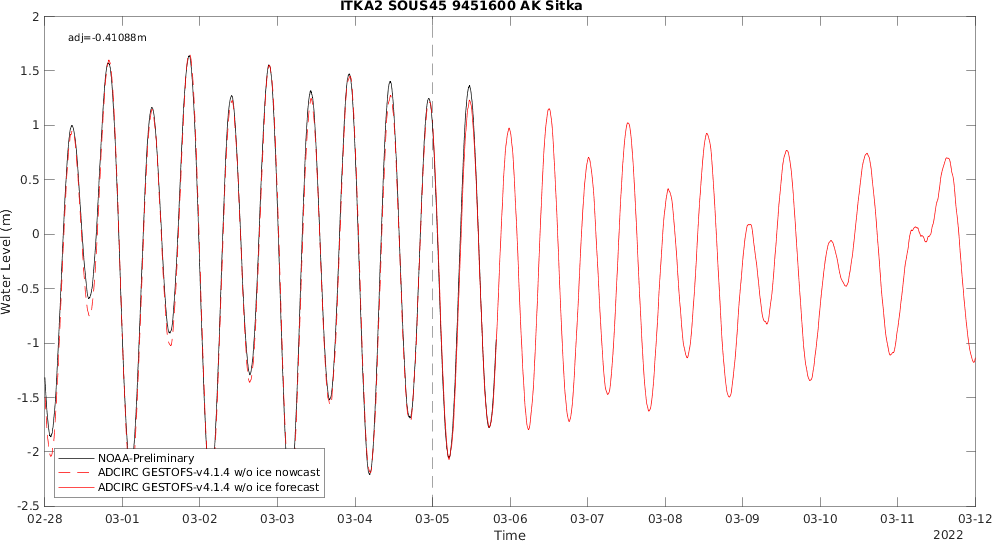 ITKA2 SOUS45 9451600 AK Sitka
adj=-0.41088m
Water Level (m)
2
1.5
1
0.5
0
-0.5
-1
-1.5
-2
-2.5
NOAA-Preliminary
ADCIRC GESTOFS-v4.1.4 w/o ice nowcast
ADCIRC GESTOFS-v4.1.4 w/o ice forecast
02-28 03-01 03-02 03-03 03-04 03-05 03-06 03-07 03-08 03-09 03-10 03-11 03-12
Time
2022